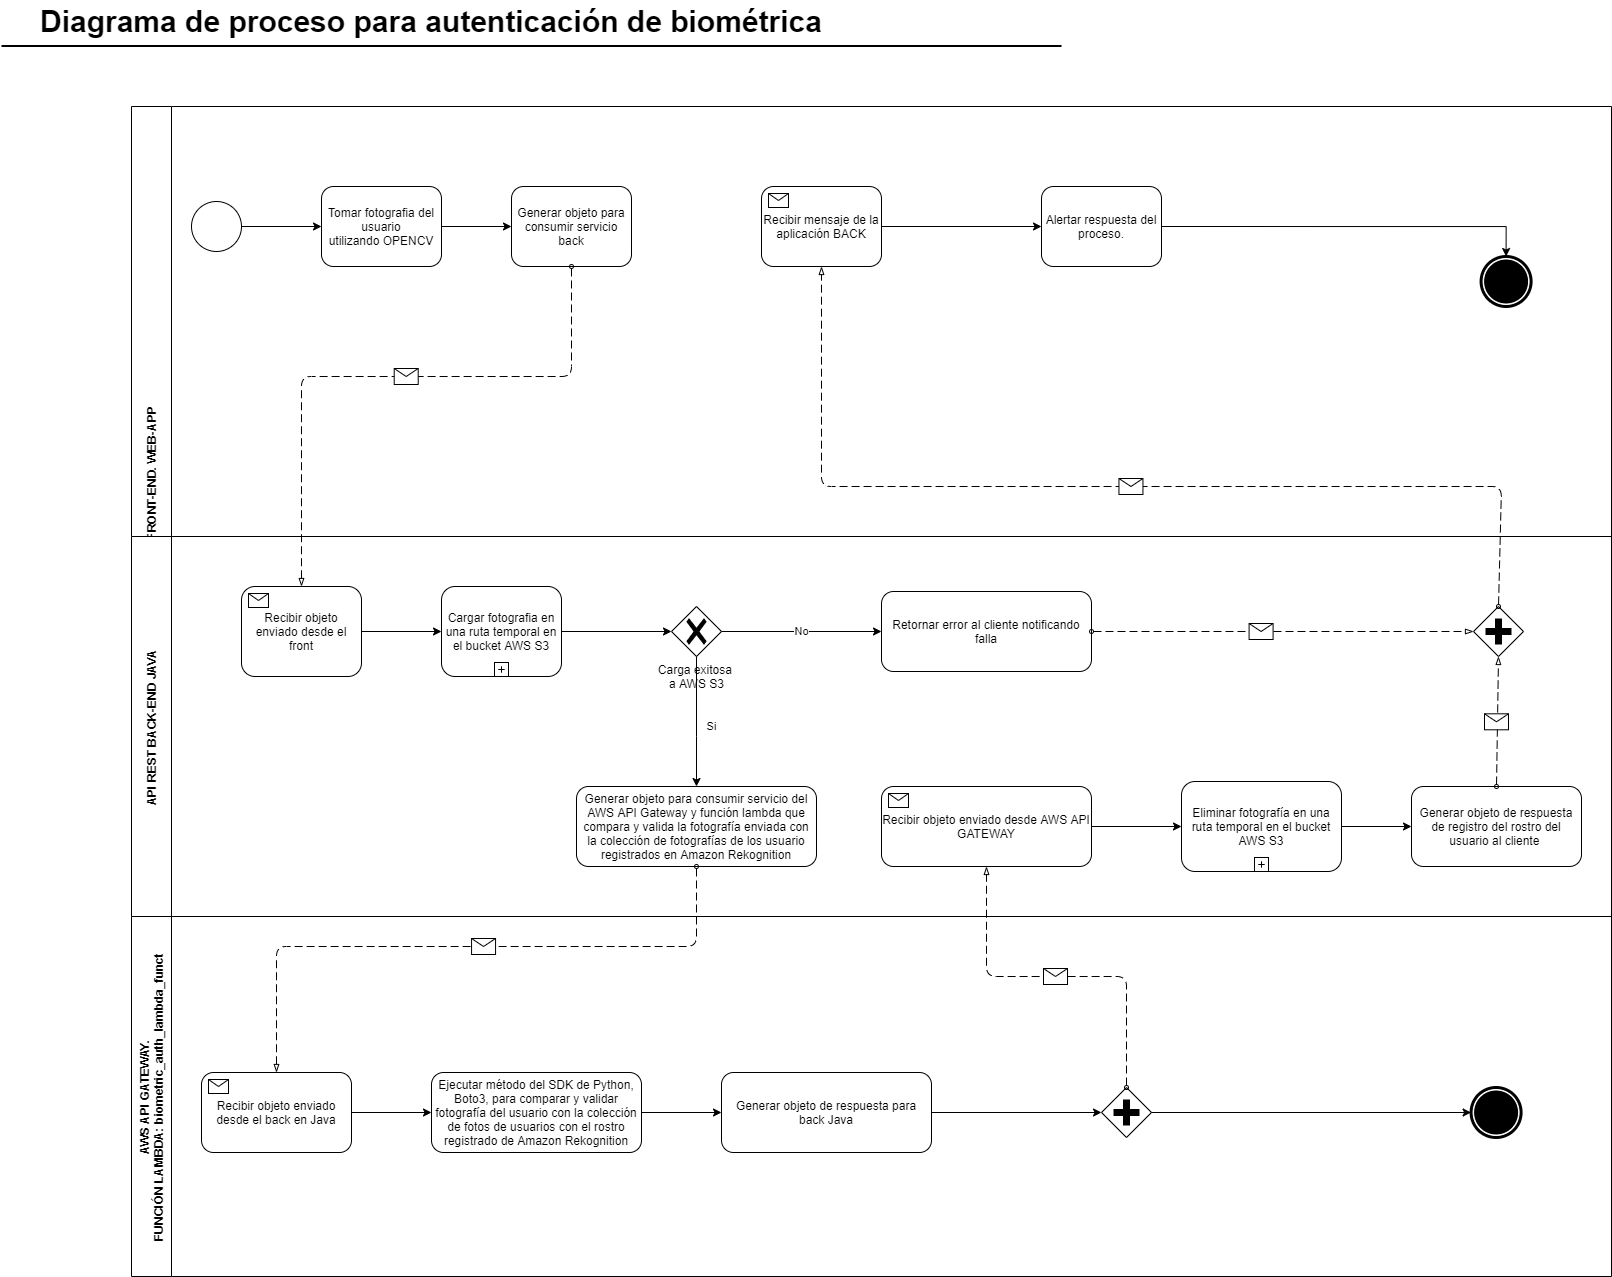 Diagrama de proceso para autenticación de biométrica
FRONT-END. WEB-APP
Tomar fotografia del
usuario
utilizando OPENCV
Generar objeto para
consumir servicio
back
Recibir mensaje de la
aplicación BACK
Alertar respuesta del
proceso.
API REST BACK-END JAVA
Recibir objeto
enviado desde el
front
Cargar fotografia en
una ruta temporal en
el bucket AWS S3
Carga exitosa
a AWS S3
No
Si
Retornar error al cliente notificando
falla
Generar objeto para consumir servicio del
AWS API Gateway y función lambda que
compara y valida la fotografía enviada con
la colección de fotografías de los usuario
registrados en Amazon Rekognition
Recibir objeto enviado desde AWS API
GATEWAY
Eliminar fotografía en una
ruta temporal en el bucket
AWS S3
Generar objeto de respuesta
de registro del rostro del
usuario al cliente
AWS API GATEWAY.
FUNCIÓN LAMBDA: biometric_auth_lambda_funct
Recibir objeto enviado
desde el back en Java
Ejecutar método del SDK de Python,
Boto3, para comparar y validar
fotografía del usuario con la colección
de fotos de usuarios con el rostro
registrado de Amazon Rekognition
Generar objeto de respuesta para
back Java